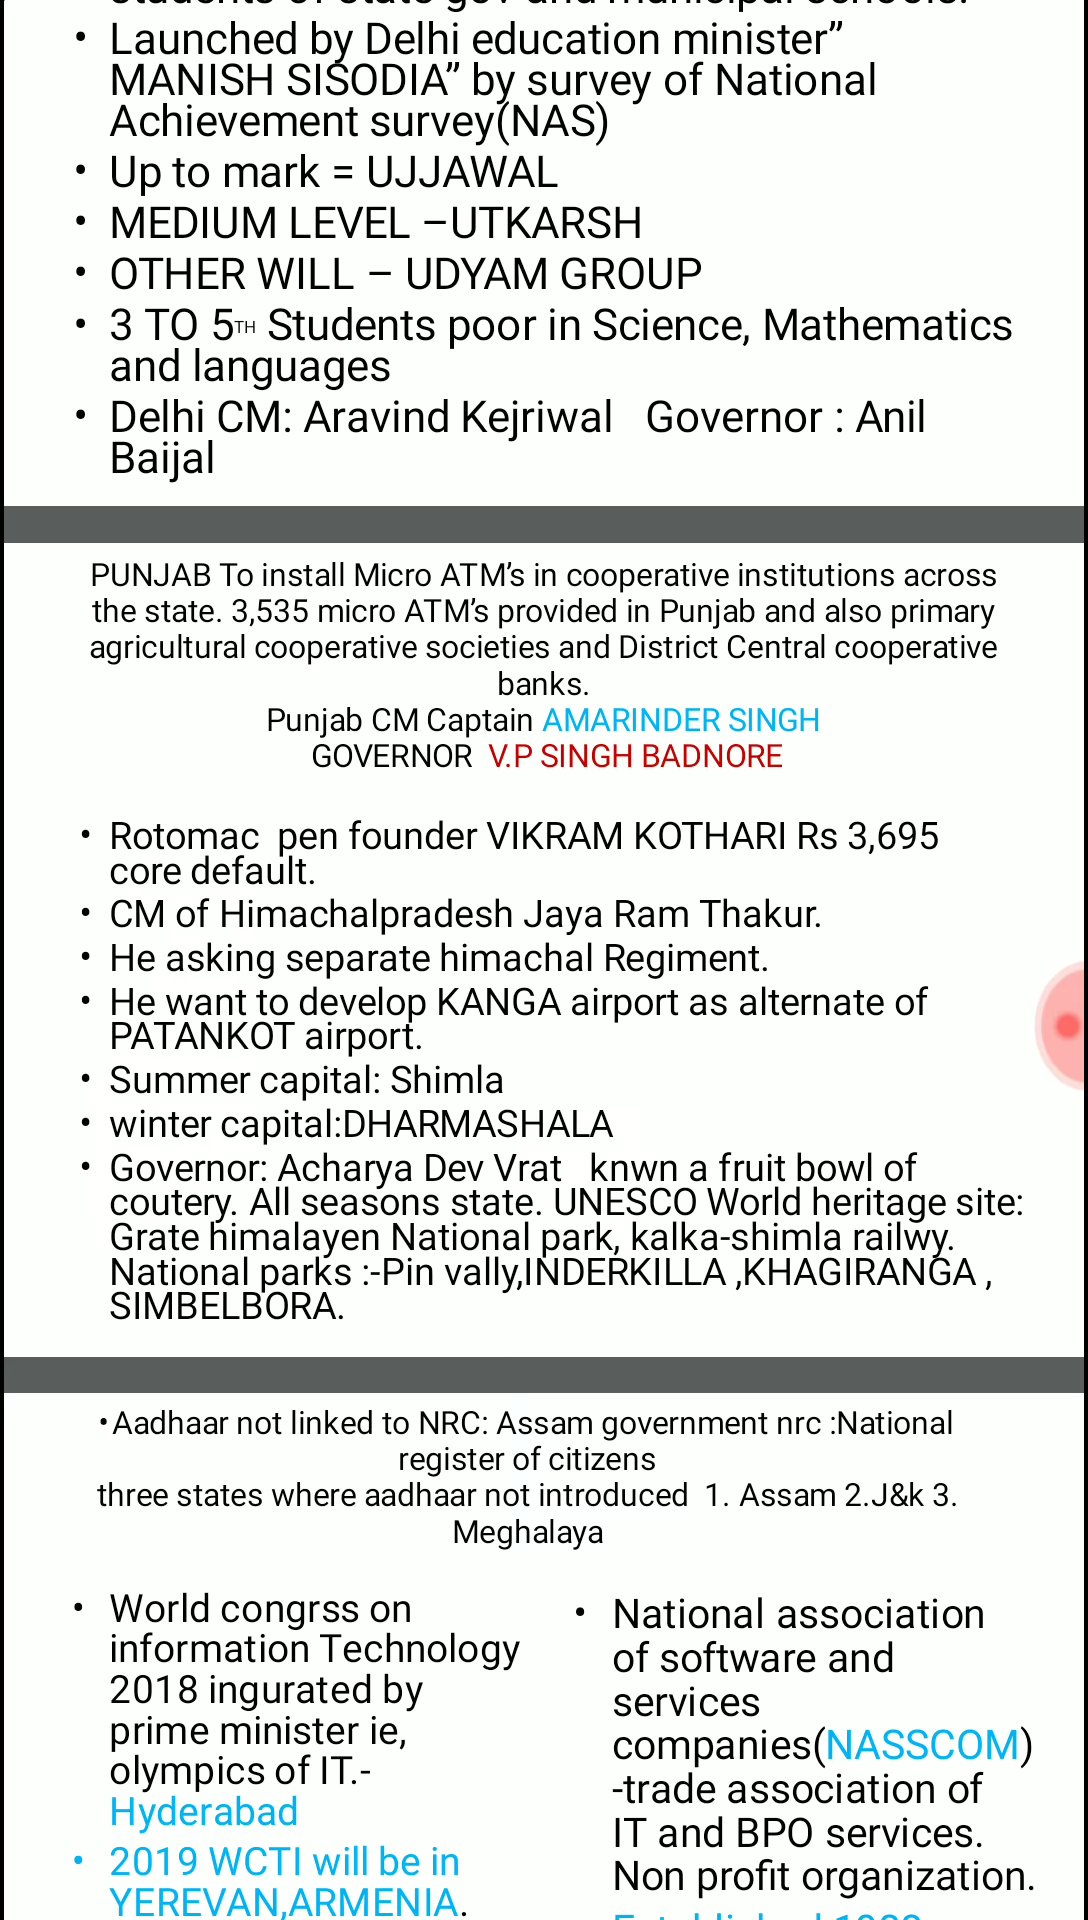 students of state gov and municipal schools.
• Launched by Delhi education minister”
MANISH SISODIA” by survey of National
Achievement survey(NAS)
• Up to mark = UJJAWAL
• MEDIUM LEVEL –UTKARSH
• OTHER WILL – UDYAM GROUP
• 3 TO 5TH Students poor in Science, Mathematics
and languages
• Delhi CM: Aravind Kejriwal Governor : Anil
Baijal
PUNJAB To install Micro ATM’s in cooperative institutions across
the state. 3,535 micro ATM’s provided in Punjab and also primary
agricultural cooperative societies and District Central cooperative
banks.
Punjab CM Captain AMARINDER SINGH
GOVERNOR V.P SINGH BADNORE
• Rotomac pen founder VIKRAM KOTHARI Rs 3,695
core default.
• CM of Himachalpradesh Jaya Ram Thakur.
• He asking separate himachal Regiment.
• He want to develop KANGA airport as alternate of
PATANKOT airport.
• Summer capital: Shimla
• winter capital:DHARMASHALA
• Governor: Acharya Dev Vrat knwn a fruit bowl of
coutery. All seasons state. UNESCO World heritage site:
Grate himalayen National park, kalka-shimla railwy.
National parks :-Pin vally,INDERKILLA ,KHAGIRANGA ,
SIMBELBORA.
•Aadhaar not linked to NRC: Assam government nrc :National
register of citizens
three states where aadhaar not introduced 1. Assam 2.J&k 3.
Meghalaya
• World congrss on
information Technology
2018 ingurated by
prime minister ie,
olympics of IT.-
Hyderabad
• 2019 WCTI will be in
YEREVAN,ARMENIA.
• National association
of software and
services
companies(NASSCOM)
-trade association of
IT and BPO services.
Non profit organization.